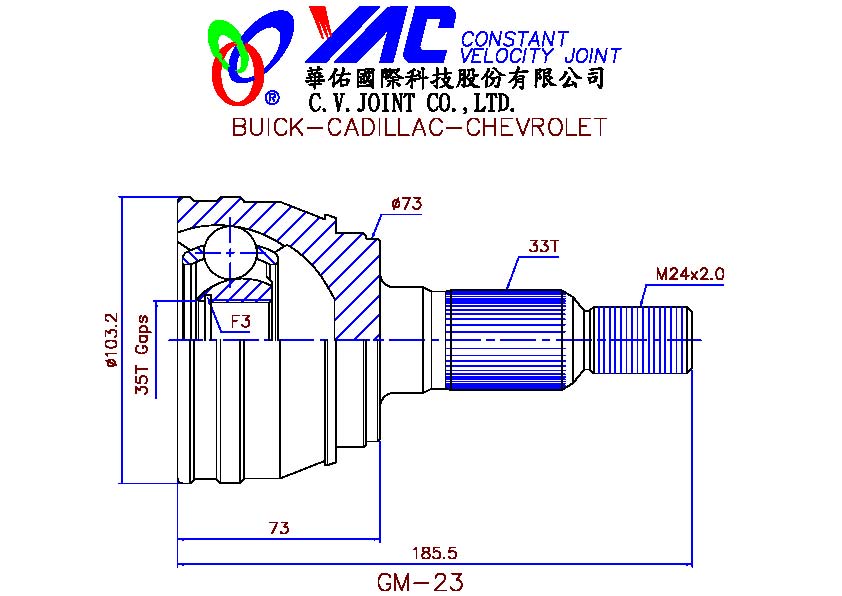 YAC CONSTANT
VELOCITY JOINT
®
華佑國際科技股份有限公司
C.V.JOINT CO.,LTD.
BUICK-CADILLAC-CHEVROLET
ø73
33T
M24x2.0
F3
ø103.2
35T Gaps
73
185.5
GM-23